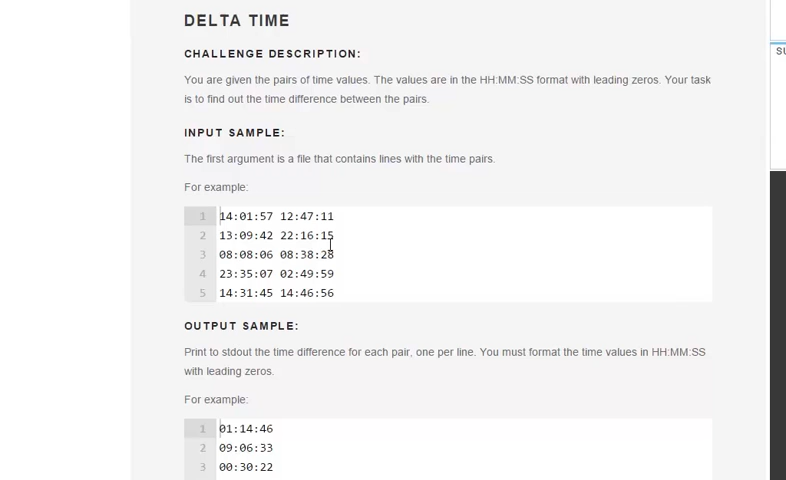 DELTA TIME
CHALLENGE DESCRIPTION:
You are given the pairs of time values. The values are in the HH:MM:SS format with leading zeros. Your task
is to find out the time difference between the pairs.
INPUT SAMPLE:
The first argument is a file that contains lines with the time pairs.
For example:
1 14:01:57 12:47:11
2 13:09:42 22:16:15
3 08:08:06 08:38:28
4 23:35:07 02:49:59
5 14:31:45 14:46:56
OUTPUT SAMPLE:
Print to stdout the time difference for each pair, one per line. You must format the time values in HH:MM:SS
with leading zeros.
For example:
1 01:14:46
2 09:06:33
3 00:30:22